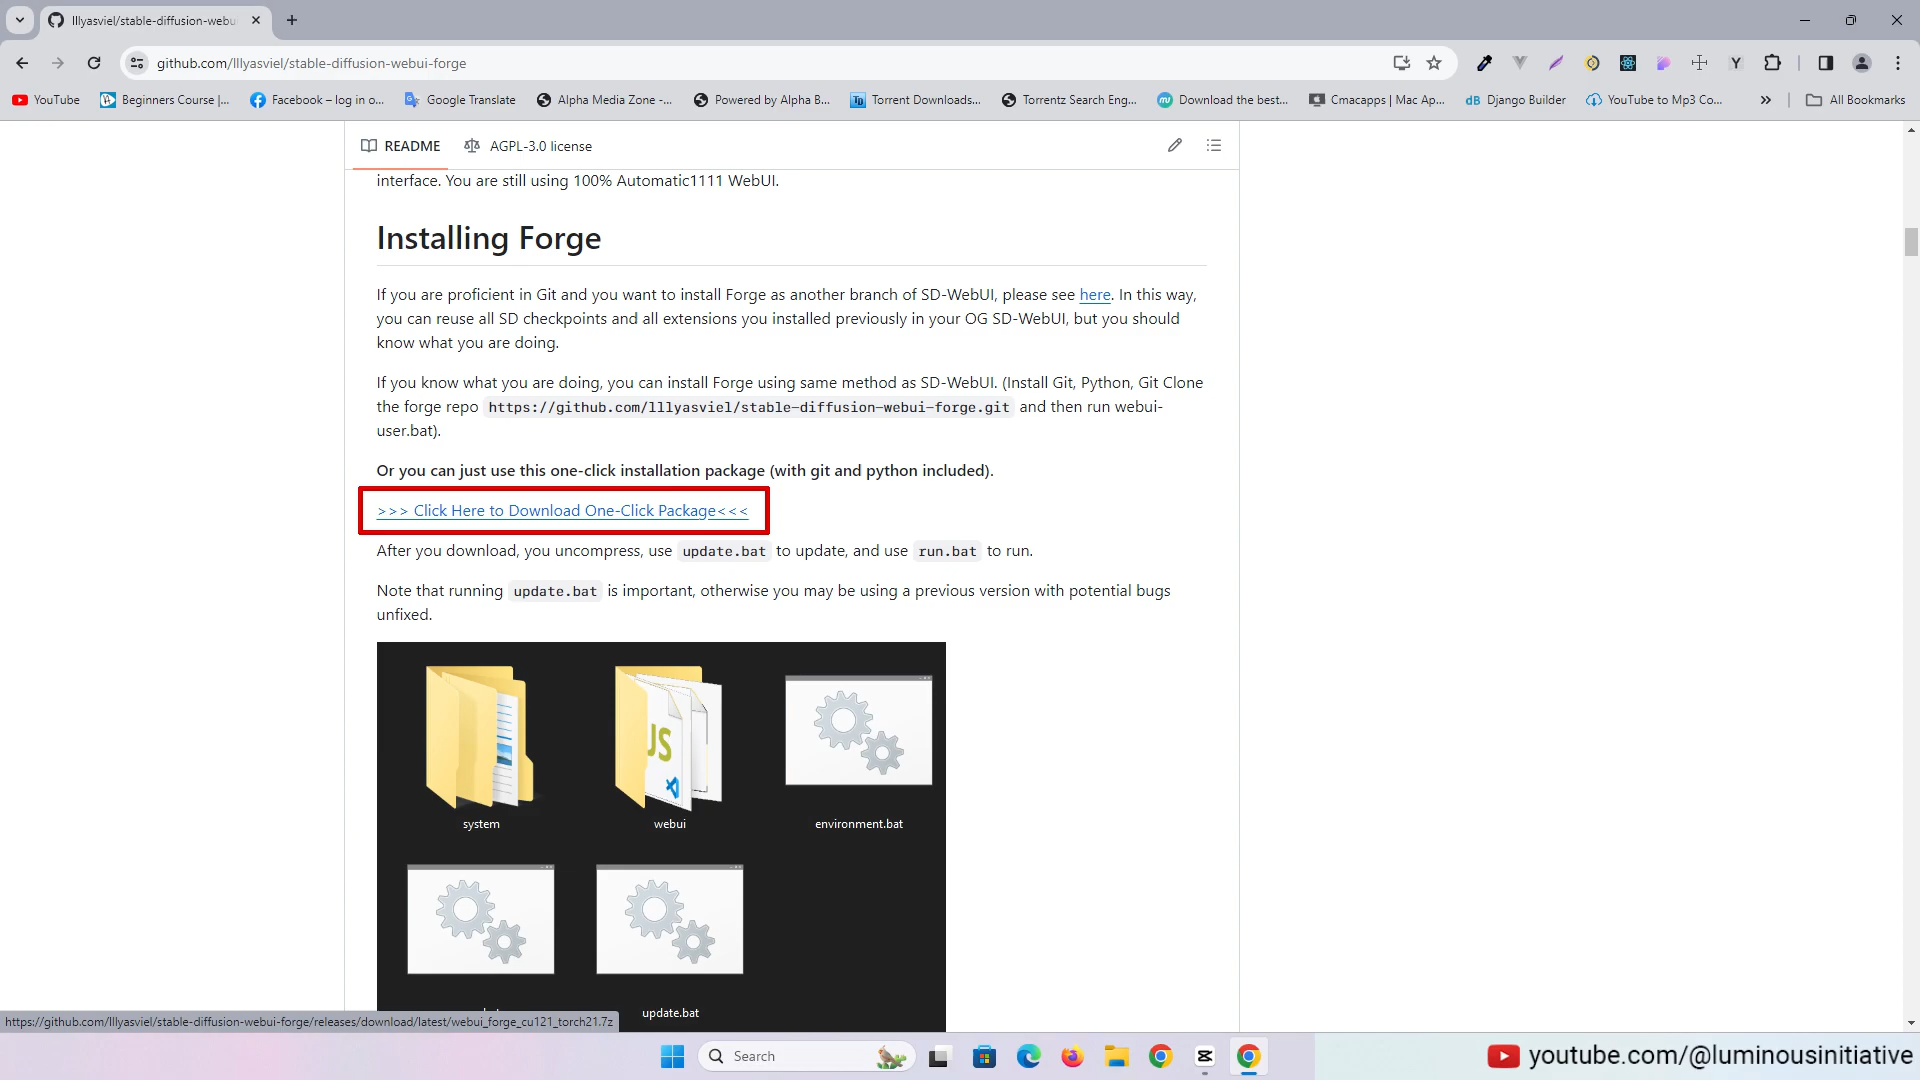 lllyasviel/stable-diffusion-webu
github.com/lllyasviel/stable-diffusion-webui-forge
YouTube
Beginners Course |...
Facebook – log in o...
Google Translate
Alpha Media Zone -...
Powered by Alpha B...
Torrent Downloads...
Torrentz Search Eng...
Download the best...
Cmacapps | Mac Ap...
dB Django Builder
YouTube to Mp3 Co...
»
All Bookmarks
README
AGPL-3.0 license
interface. You are still using 100% Automatic1111 WebUI.
Installing Forge
If you are proficient in Git and you want to install Forge as another branch of SD-WebUI, please see here. In this way,
you can reuse all SD checkpoints and all extensions you installed previously in your OG SD-WebUI, but you should
know what you are doing.
If you know what you are doing, you can install Forge using same method as SD-WebUI. (Install Git, Python, Git Clone
the forge repo https://github.com/lllyasviel/stable-diffusion-webui-forge.git and then run webui-
user.bat).
Or you can just use this one-click installation package (with git and python included).
>>> Click Here to Download One-Click Package<<<
After you download, you uncompress, use update.bat to update, and use run.bat to run.
Note that running update.bat is important, otherwise you may be using a previous version with potential bugs
unfixed.
JS
system
webui
environment.bat
update.bat
https://github.com/lllyasviel/stable-diffusion-webui-forge/releases/download/latest/webui_forge_cu121_torch21.7z
Search
youtube.com/@luminousinitiative